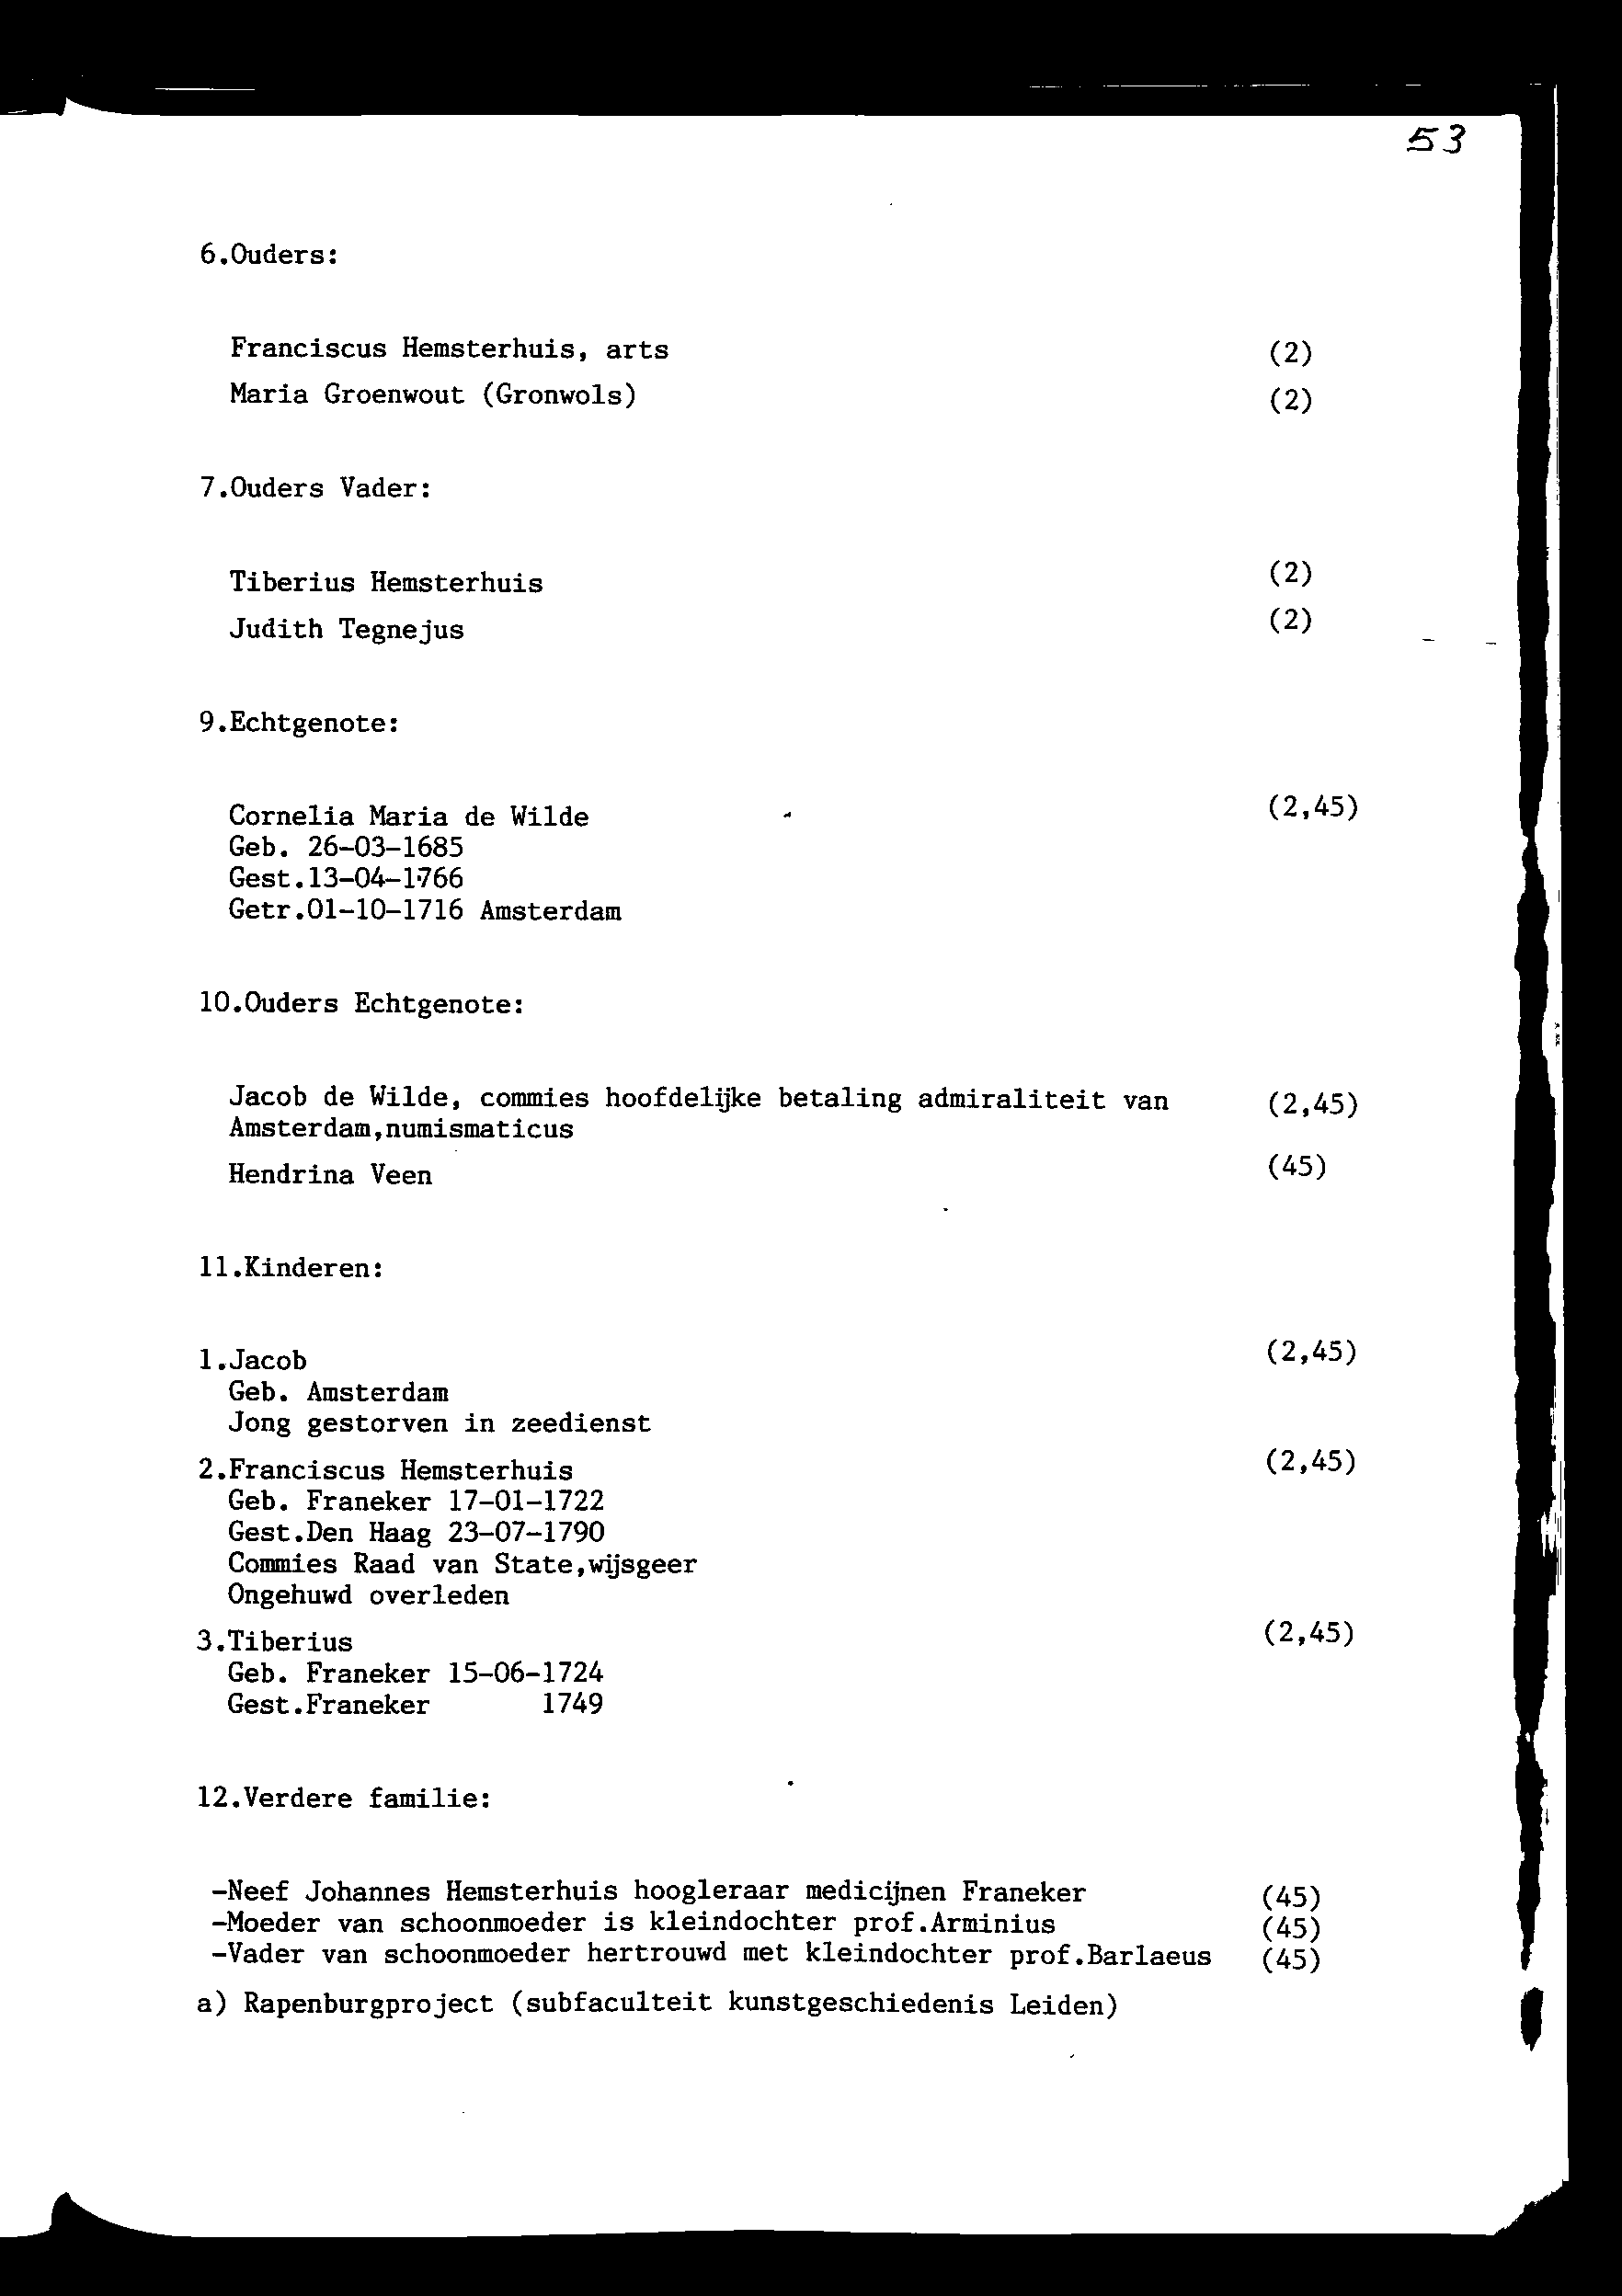 53
6.Ouders:
Franciscus Hemsterhuis, arts (2)
Maria Groenwout (Gronwols) (2)
7.Ouders Vader:
Tiberius Hemsterhuis (2)
Judith Tegnejus (2)
9.Echtgenote:
Cornelia Maria de Wilde (2,45)
Geb. 26-03-1685
Gest.13-04-1766
Getr.01-10-1716 Amsterdam
10.Ouders Echtgenote:
Jacob de Wilde, commies hoofdelijke betaling admiraliteit van (2,45)
Amsterdam,numismaticus
Hendrina Veen (45)
11.Kinderen:
1.Jacob (2,45)
Geb. Amsterdam
Jong gestorven in zeedienst
2.Franciscus Hemsterhuis (2,45)
Geb. Franeker 17-01-1722
Gest.Den Haag 23-07-1790
Commies Raad van State,wijsgeer
Ongehuwd overleden
3.Tiberius (2,45)
Geb. Franeker 15-06-1724
Gest.Franeker 1749
12.Verdere familie:
-Neef Johannes Hemsterhuis hoogleraar medicijnen Franeker (45)
-Moeder van schoonmoeder is kleindochter prof.Arminius (45)
-Vader van schoonmoeder hertrouwd met kleindochter prof.Barlaeus (45)
a) Rapenburgproject (subfaculteit kunstgeschiedenis Leiden)